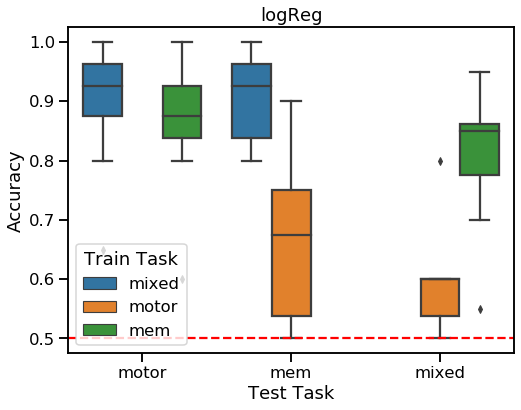 logReg
1.0
0.9
0.8
0.7
0.6
0.5
Accuracy
Train Task
mixed
motor
mem
motor
mem
mixed
Test Task